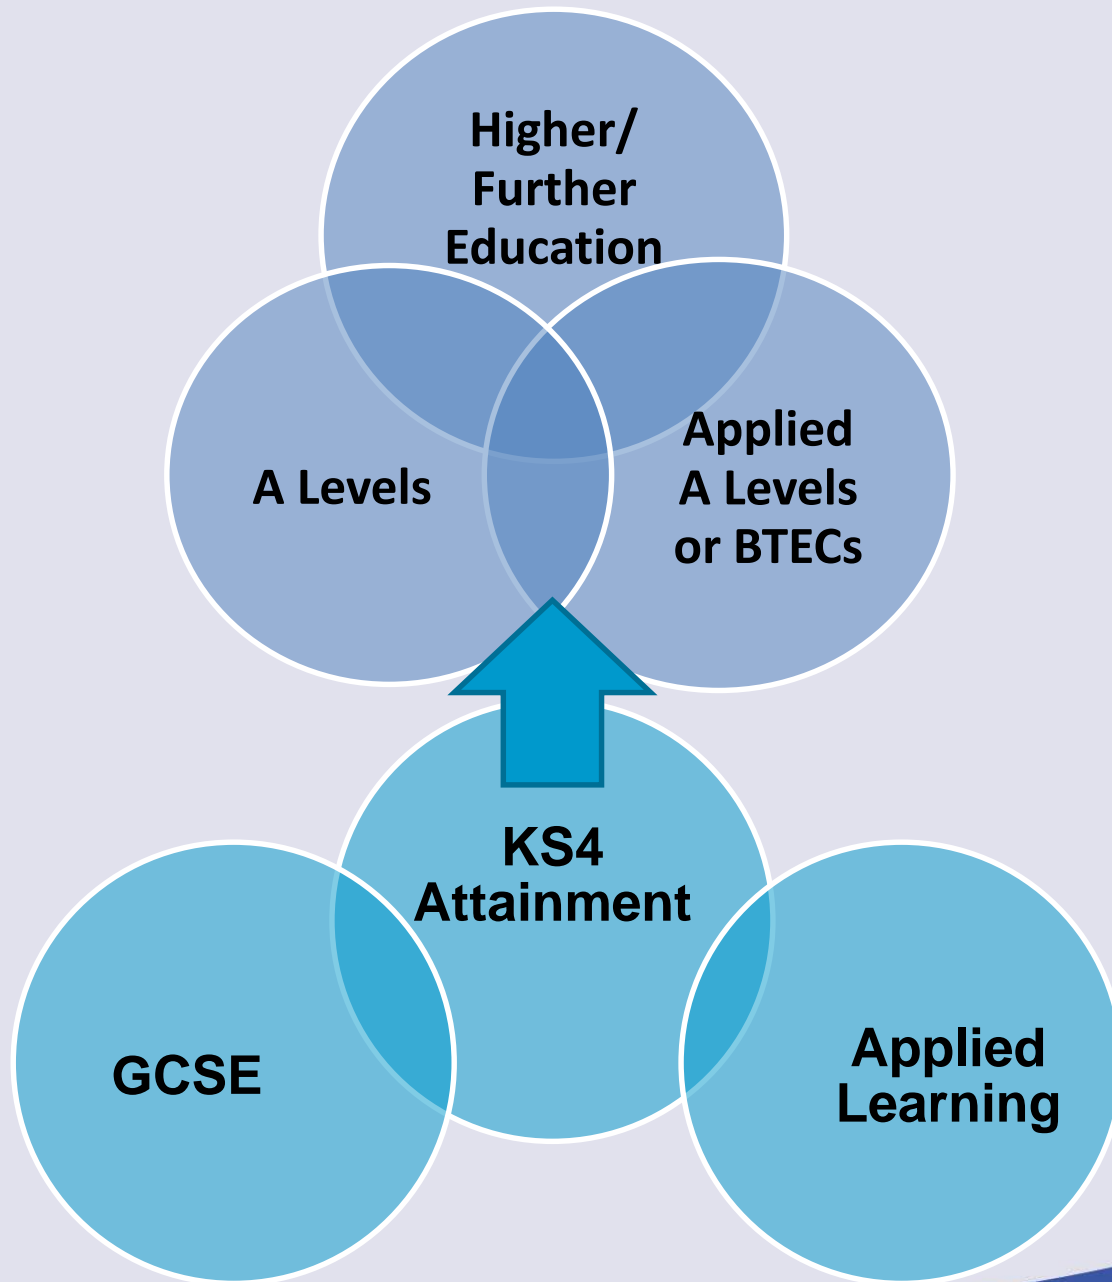 Higher/
Further
Education
A Levels
Applied
A Levels
or BTECs
KS4
Attainment
GCSE
Applied
Learning